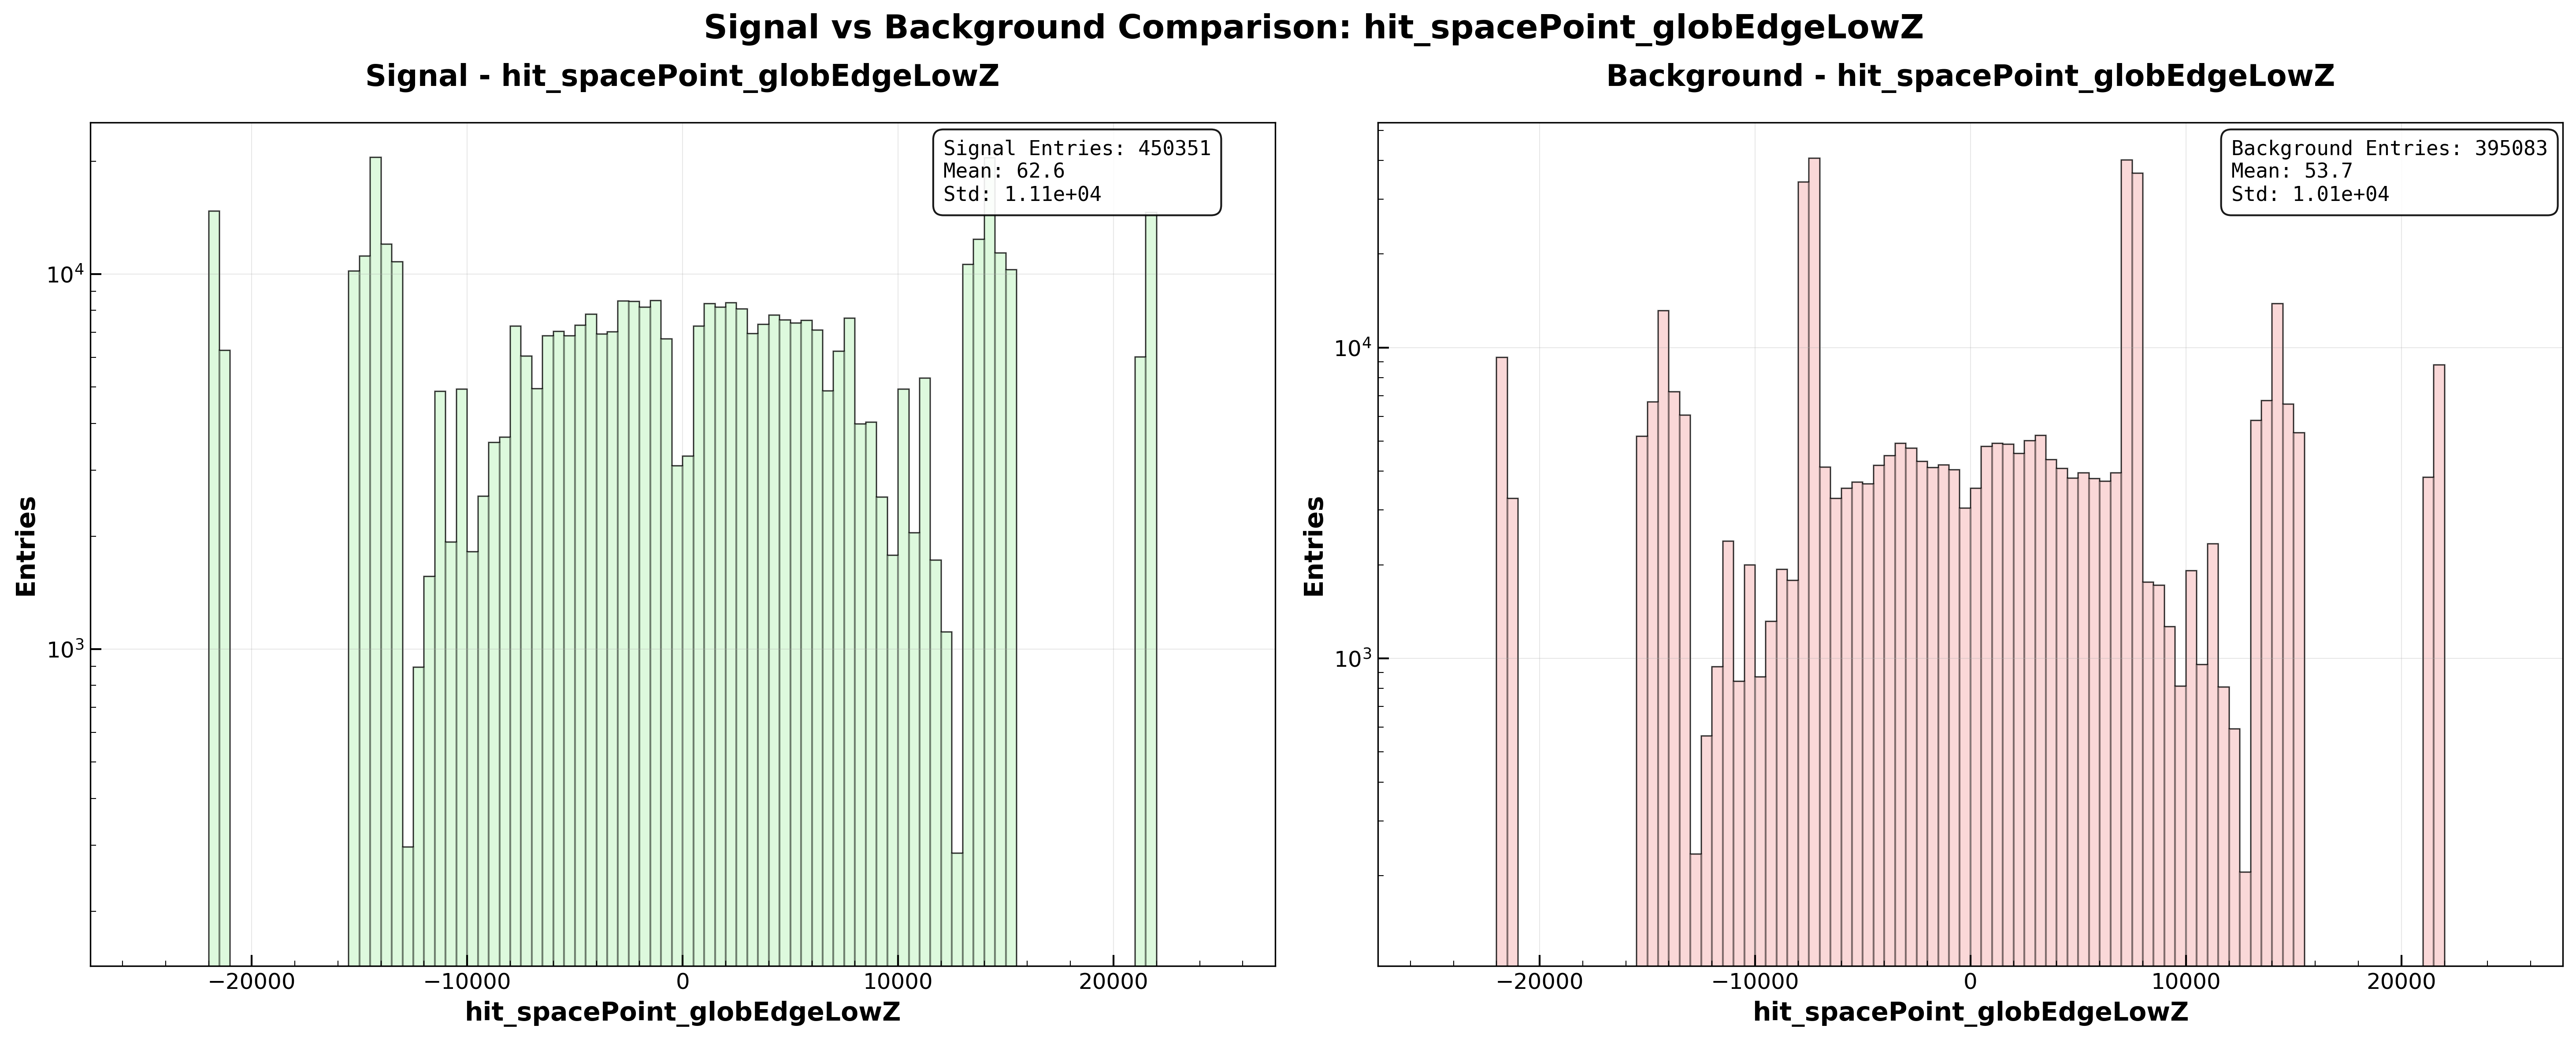 Signal vs Background Comparison: hit_spacePoint_globEdgeLowZ
Signal - hit_spacePoint_globEdgeLowZ
Signal Entries: 450351
Mean: 62.6
Std: 1.11e+04
Entries
10⁴
10³
−20000 −10000 0 10000 20000
hit_spacePoint_globEdgeLowZ
Background - hit_spacePoint_globEdgeLowZ
Background Entries: 395083
Mean: 53.7
Std: 1.01e+04
Entries
10⁴
10³
−20000 −10000 0 10000 20000
hit_spacePoint_globEdgeLowZ